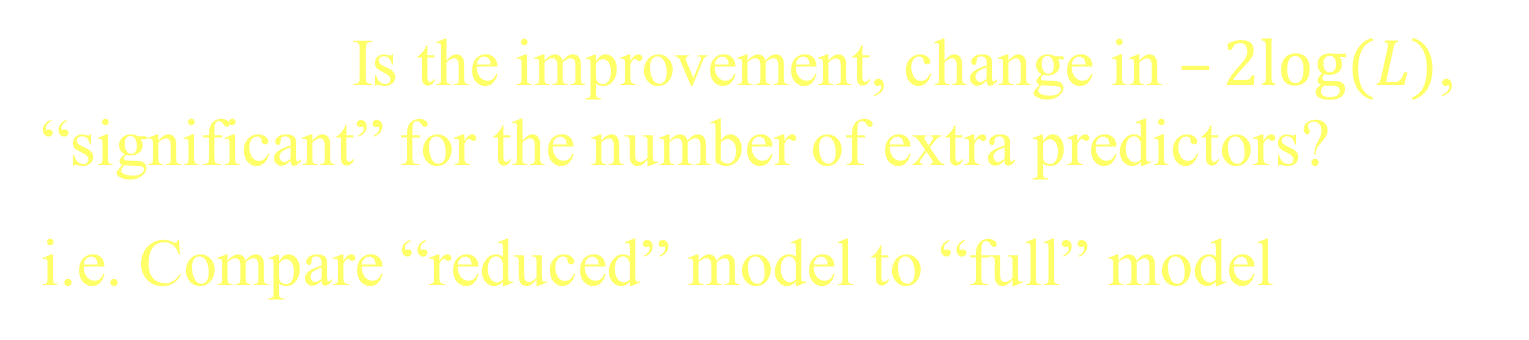 Is the improvement, change in – 2log(L),
“significant” for the number of extra predictors?
i.e. Compare “reduced” model to “full” model